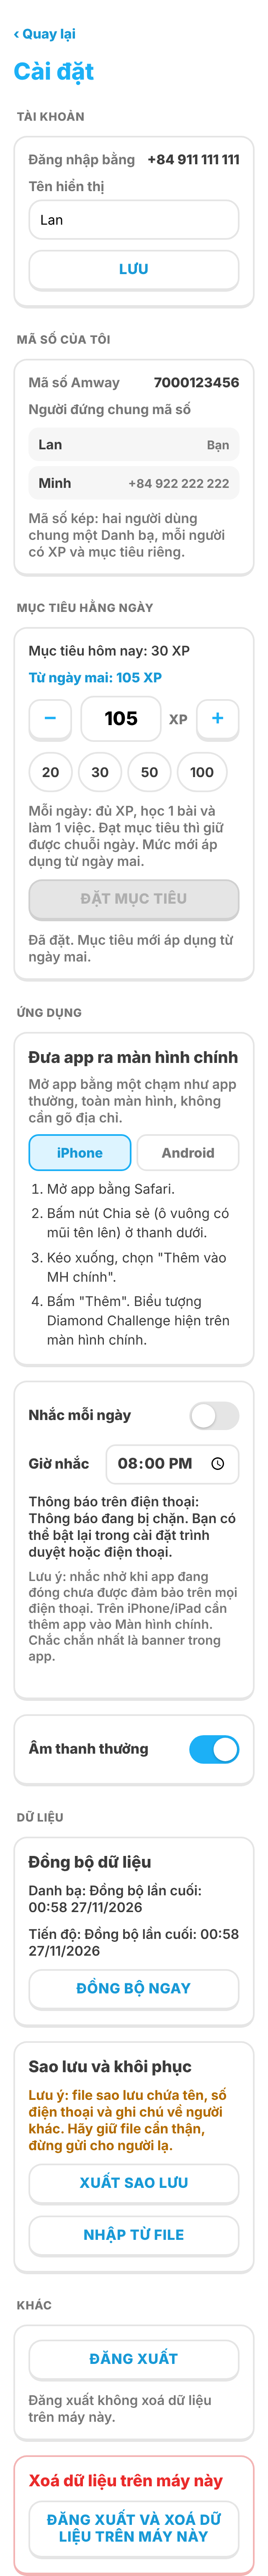 ‹ Quay lại
Cài đặt
TÀI KHOẢN
Đăng nhập bằng +84 911 111 111
Tên hiển thị
Lan
LƯU
MÃ SỐ CỦA TÔI
Mã số Amway 7000123456
Người đứng chung mã số
Lan Bạn
Minh +84 922 222 222
Mã số kép: hai người dùng
chung một Danh bạ, mỗi người
có XP và mục tiêu riêng.
MỤC TIÊU HẰNG NGÀY
Mục tiêu hôm nay: 30 XP
Từ ngày mai: 105 XP
− 105 XP +
20 30 50 100
Mỗi ngày: đủ XP, học 1 bài và
làm 1 việc. Đạt mục tiêu thì giữ
được chuỗi ngày. Mức mới áp
dụng từ ngày mai.
ĐẶT MỤC TIÊU
Đã đặt. Mục tiêu mới áp dụng từ
ngày mai.
ỨNG DỤNG
Đưa app ra màn hình chính
Mở app bằng một chạm như app
thường, toàn màn hình, không
cần gõ địa chỉ.
iPhone Android
1. Mở app bằng Safari.
2. Bấm nút Chia sẻ (ô vuông có
mũi tên lên) ở thanh dưới.
3. Kéo xuống, chọn "Thêm vào
MH chính".
4. Bấm "Thêm". Biểu tượng
Diamond Challenge hiện trên
màn hình chính.
Nhắc mỗi ngày
Giờ nhắc 08:00 PM
Thông báo trên điện thoại:
Thông báo đang bị chặn. Bạn có
thể bật lại trong cài đặt trình
duyệt hoặc điện thoại.
Lưu ý: nhắc nhở khi app đang
đóng chưa được đảm bảo trên mọi
điện thoại. Trên iPhone/iPad cần
thêm app vào Màn hình chính.
Chắc chắn nhất là banner trong
app.
Âm thanh thưởng
DỮ LIỆU
Đồng bộ dữ liệu
Danh bạ: Đồng bộ lần cuối:
00:58 27/11/2026
Tiến độ: Đồng bộ lần cuối: 00:58
27/11/2026
ĐỒNG BỘ NGAY
Sao lưu và khôi phục
Lưu ý: file sao lưu chứa tên, số
điện thoại và ghi chú về người
khác. Hãy giữ file cẩn thận,
đừng gửi cho người lạ.
XUẤT SAO LƯU
NHẬP TỪ FILE
KHÁC
ĐĂNG XUẤT
Đăng xuất không xoá dữ liệu
trên máy này.
Xoá dữ liệu trên máy này
ĐĂNG XUẤT VÀ XOÁ DỮ
LIỆU TRÊN MÁY NÀY